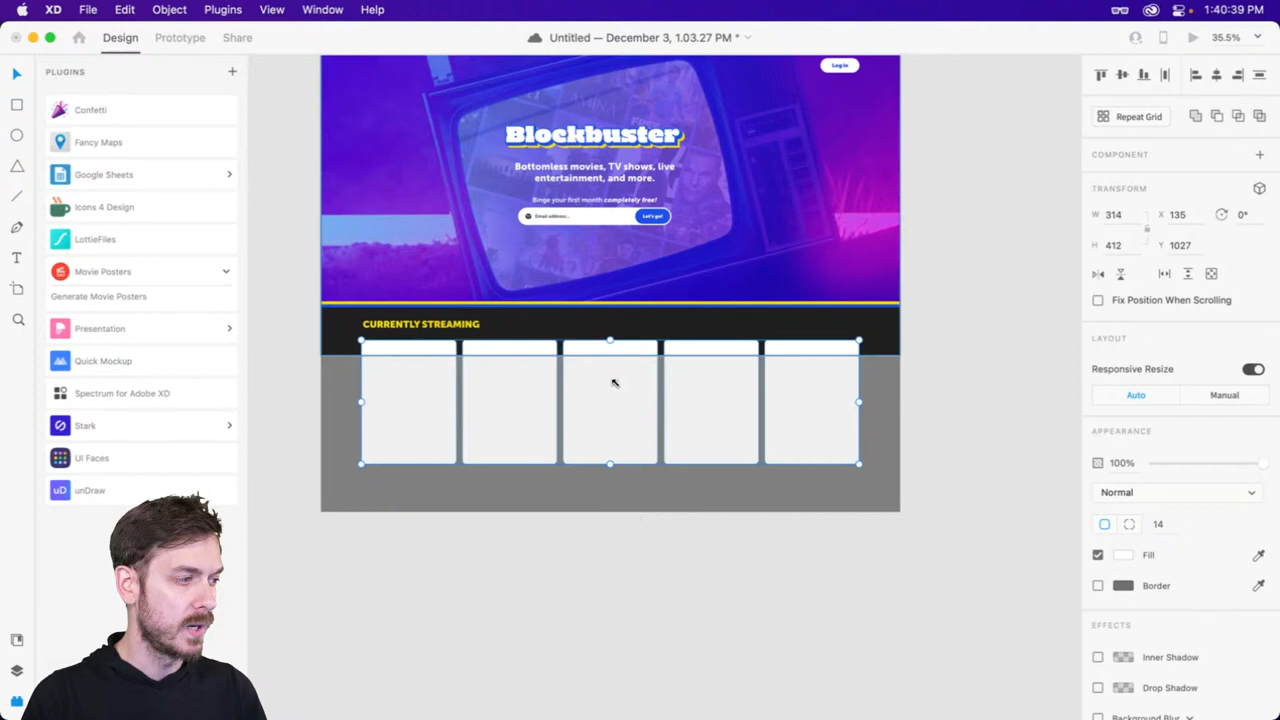 XD File Edit Object Plugins View Window Help 1:40:39 PM
Design Prototype Share Untitled — December 3, 1.03.27 PM * 35.5%
PLUGINS
Confetti
Fancy Maps
Google Sheets
Icons 4 Design
LottieFiles
Movie Posters
Generate Movie Posters
Presentation
Quick Mockup
Spectrum for Adobe XD
Stark
UI Faces
uD unDraw
Log in
Blockbuster
Bottomless movies, TV shows, live
entertainment, and more.
Binge your first month completely free!
Email address... Let's go!
CURRENTLY STREAMING
Repeat Grid
COMPONENT
TRANSFORM
W 314 X 135 0°
H 412 Y 1027
Fix Position When Scrolling
LAYOUT
Responsive Resize
Auto Manual
APPEARANCE
100%
Normal
14
Fill
Border
EFFECTS
Inner Shadow
Drop Shadow
Background Blur